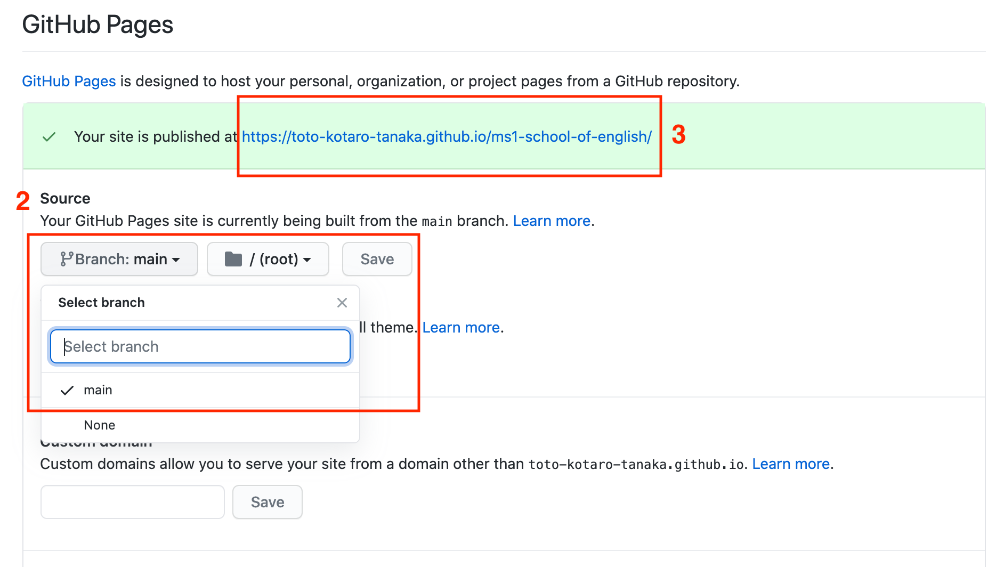 GitHub Pages
GitHub Pages is designed to host your personal, organization, or project pages from a GitHub repository.
Your site is published at https://toto-kotaro-tanaka.github.io/ms1-school-of-english/
3
2
Source
Your GitHub Pages site is currently being built from the main branch. Learn more.
Branch: main / (root) Save
Select branch
ll theme. Learn more.
Select branch
main
None
Custom domain
Custom domains allow you to serve your site from a domain other than toto-kotaro-tanaka.github.io. Learn more.
Save